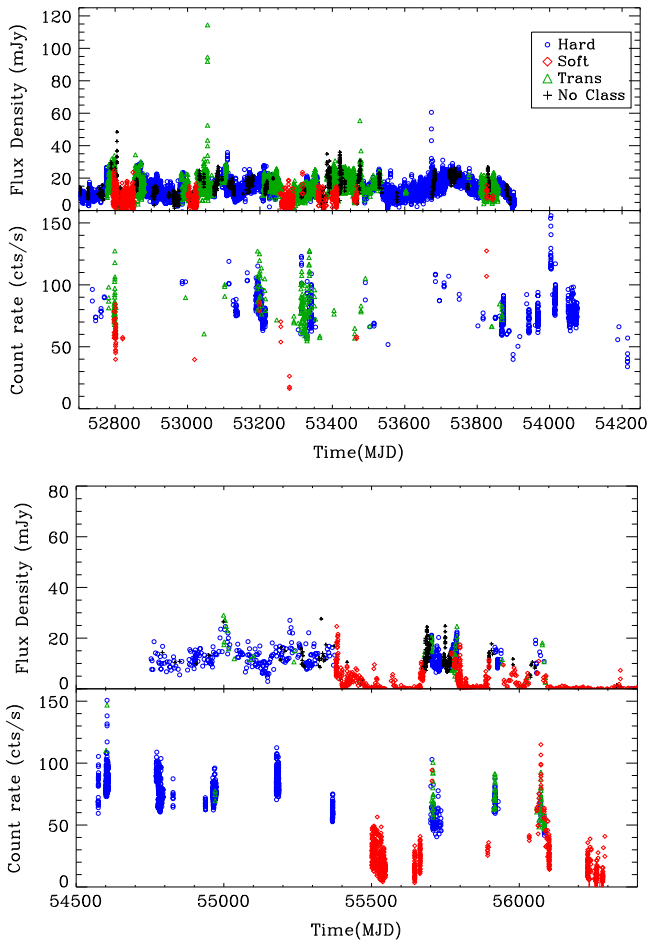 120
100
80
60
40
20
0
Flux Density (mJy)
Hard
Soft
Trans
No Class
150
100
50
0
Count rate (cts/s)
52800 53000 53200 53400 53600 53800 54000 54200
Time(MJD)
80
60
40
20
0
Flux Density (mJy)
150
100
50
0
Count rate (cts/s)
54500 55000 55500 56000
Time(MJD)